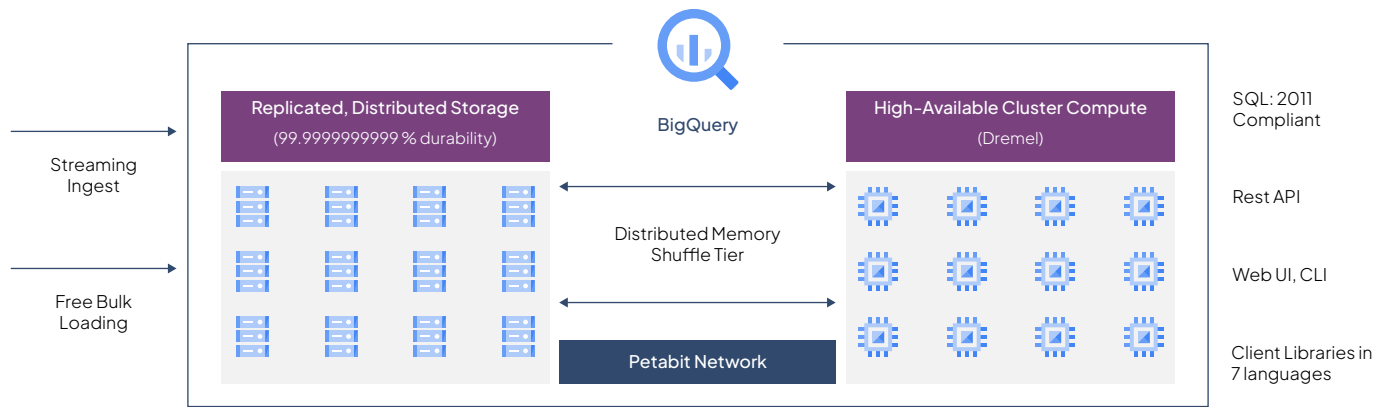 Streaming
Ingest
Free Bulk
Loading
Replicated, Distributed Storage
(99.9999999999 % durability)
BigQuery
Distributed Memory
Shuffle Tier
Petabit Network
High-Available Cluster Compute
(Dremel)
SQL: 2011
Compliant
Rest API
Web UI, CLI
Client Libraries in
7 languages